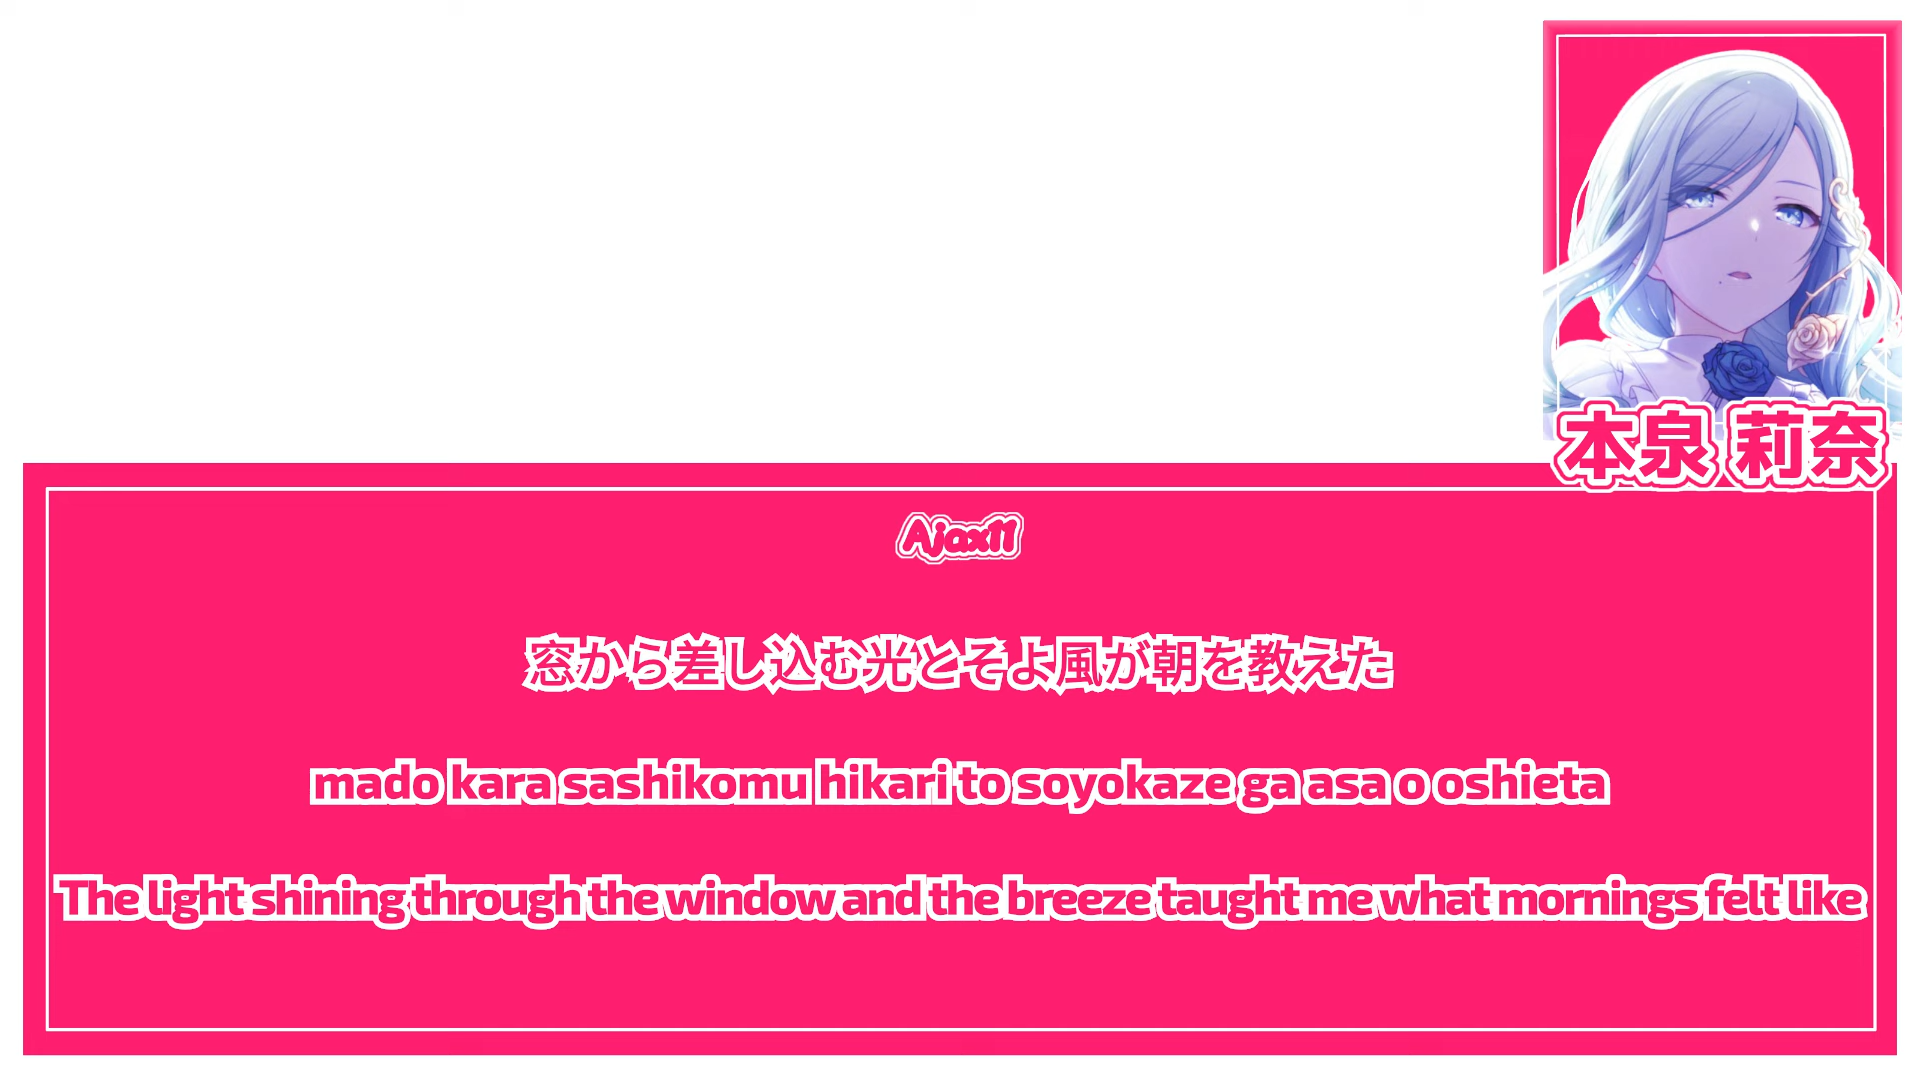 本泉 莉奈
Ajax11
窓から差し込む光とそよ風が朝を教えた
mado kara sashikomu hikari to soyokaze ga asa o oshieta
The light shining through the window and the breeze taught me what mornings felt like